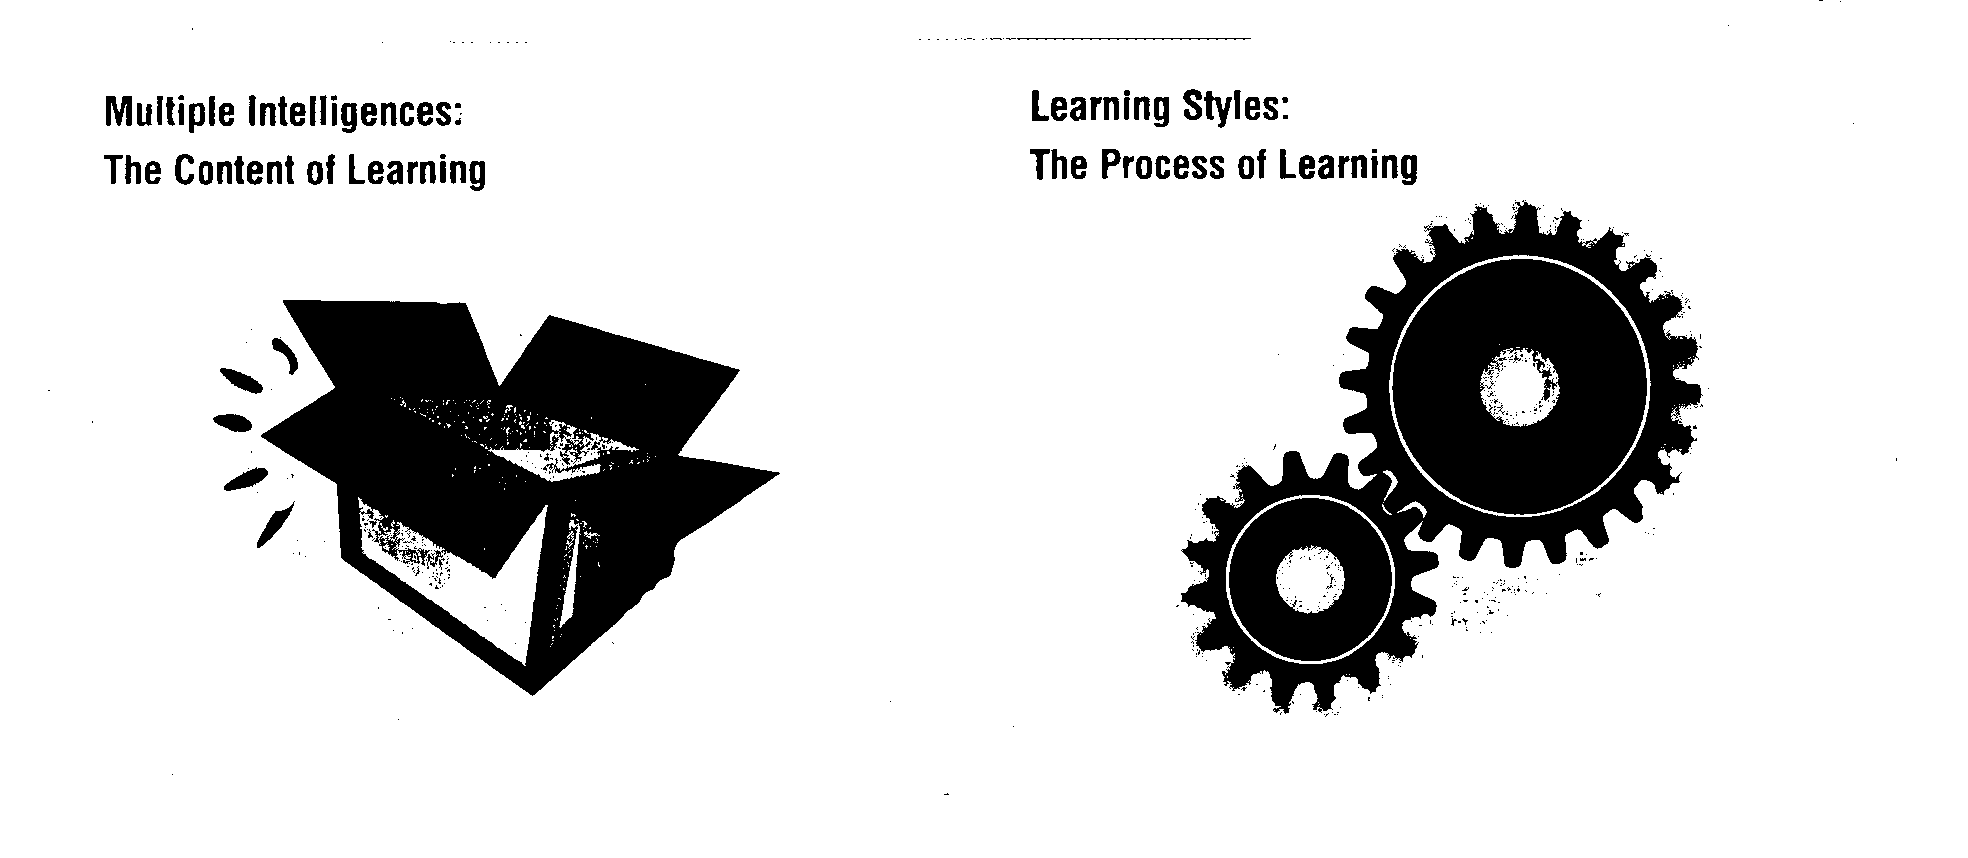 Multiple Intelligences:
The Content of Learning
Learning Styles:
The Process of Learning